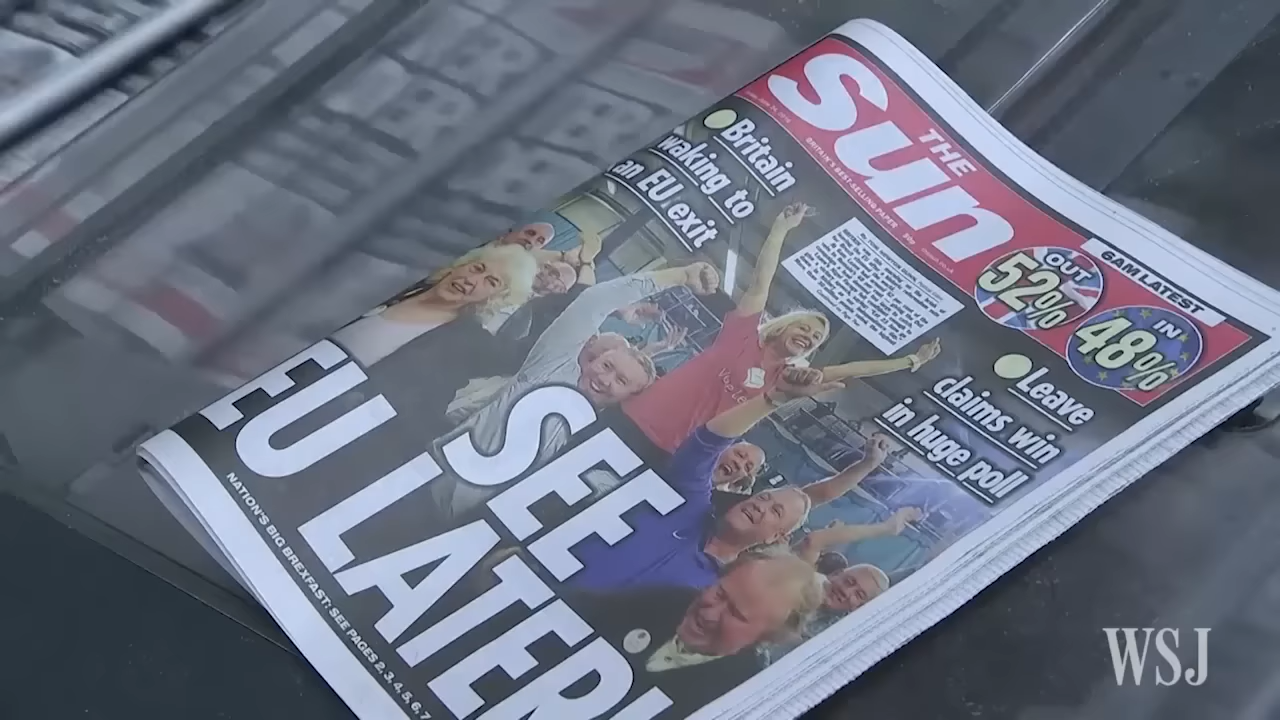 THE
Sun
BRITAIN'S BEST-SELLING PAPER
6AM LATEST
OUT
52%
IN
48%
Britain
waking to
an EU exit
Leave
claims win
in huge poll
SEE
EU LATER!
NATION'S BIG BREXFAST: SEE PAGES 2, 3, 4, 5, 6, 7
WSJ